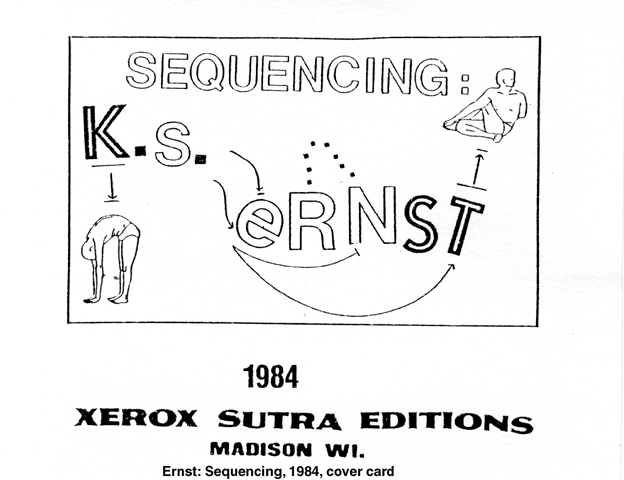 SEQUENCING:
K.S.
eRNST
1984
XEROX SUTRA EDITIONS
MADISON WI.
Ernst: Sequencing, 1984, cover card